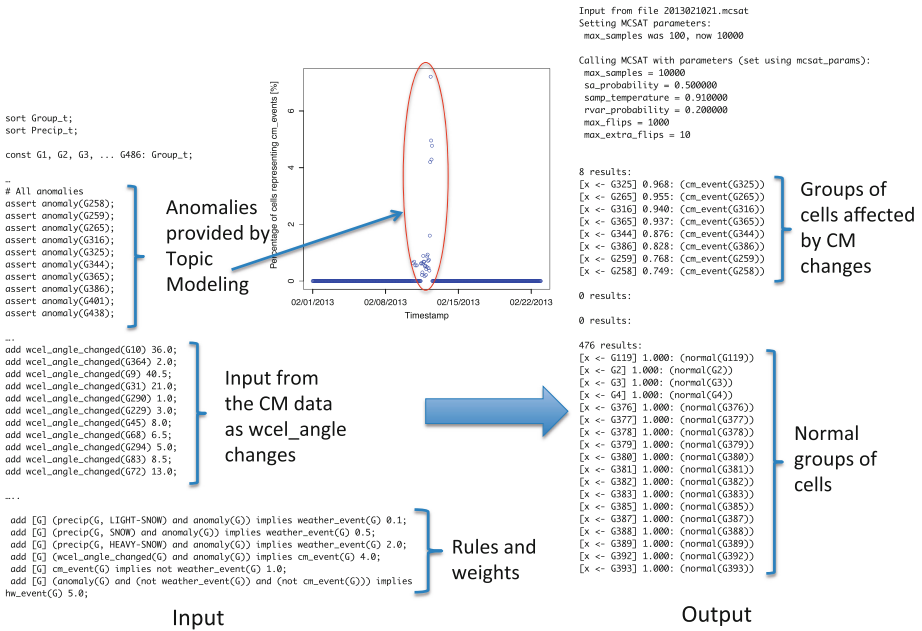 sort Group_t;
sort Precip_t;
const G1, G2, G3, ... G486: Group_t;
…
# All anomalies
assert anomaly(G258);
assert anomaly(G259);
assert anomaly(G265);
assert anomaly(G316);
assert anomaly(G325);
assert anomaly(G344);
assert anomaly(G365);
assert anomaly(G386);
assert anomaly(G401);
assert anomaly(G438);
….
add wcel_angle_changed(G10) 36.0;
add wcel_angle_changed(G364) 2.0;
add wcel_angle_changed(G9) 40.5;
add wcel_angle_changed(G31) 21.0;
add wcel_angle_changed(G290) 1.0;
add wcel_angle_changed(G229) 3.0;
add wcel_angle_changed(G45) 8.0;
add wcel_angle_changed(G68) 6.5;
add wcel_angle_changed(G294) 5.0;
add wcel_angle_changed(G83) 8.5;
add wcel_angle_changed(G72) 13.0;
…..
add [G] (precip(G, LIGHT-SNOW) and anomaly(G)) implies weather_event(G) 0.1;
add [G] (precip(G, SNOW) and anomaly(G)) implies weather_event(G) 0.5;
add [G] (precip(G, HEAVY-SNOW) and anomaly(G)) implies weather_event(G) 2.0;
add [G] (wcel_angle_changed(G) and anomaly(G)) implies cm_event(G) 4.0;
add [G] cm_event(G) implies not weather_event(G) 1.0;
add [G] (anomaly(G) and (not weather_event(G)) and (not cm_event(G))) implies
hw_event(G) 5.0;
Anomalies
provided by
Topic
Modeling
Input from
the CM data
as wcel_angle
changes
Rules and
weights
Input
Percentage of cells representing cm_events [%]
6
4
2
0
02/01/2013
02/08/2013
02/15/2013
02/22/2013
Timestamp
Input from file 2013021021.mcsat
Setting MCSAT parameters:
max_samples was 100, now 10000
Calling MCSAT with parameters (set using mcsat_params):
max_samples = 10000
sa_probability = 0.500000
samp_temperature = 0.910000
rvar_probability = 0.200000
max_flips = 1000
max_extra_flips = 10
8 results:
[x <- G325] 0.968: (cm_event(G325))
[x <- G265] 0.955: (cm_event(G265))
[x <- G316] 0.940: (cm_event(G316))
[x <- G365] 0.937: (cm_event(G365))
[x <- G344] 0.876: (cm_event(G344))
[x <- G386] 0.828: (cm_event(G386))
[x <- G259] 0.768: (cm_event(G259))
[x <- G258] 0.749: (cm_event(G258))
0 results:
0 results:
476 results:
[x <- G119] 1.000: (normal(G119))
[x <- G2] 1.000: (normal(G2))
[x <- G3] 1.000: (normal(G3))
[x <- G4] 1.000: (normal(G4))
[x <- G376] 1.000: (normal(G376))
[x <- G377] 1.000: (normal(G377))
[x <- G378] 1.000: (normal(G378))
[x <- G379] 1.000: (normal(G379))
[x <- G380] 1.000: (normal(G380))
[x <- G381] 1.000: (normal(G381))
[x <- G382] 1.000: (normal(G382))
[x <- G383] 1.000: (normal(G383))
[x <- G385] 1.000: (normal(G385))
[x <- G387] 1.000: (normal(G387))
[x <- G388] 1.000: (normal(G388))
[x <- G389] 1.000: (normal(G389))
[x <- G392] 1.000: (normal(G392))
[x <- G393] 1.000: (normal(G393))
Groups of
cells affected
by CM
changes
Normal
groups of
cells
Output